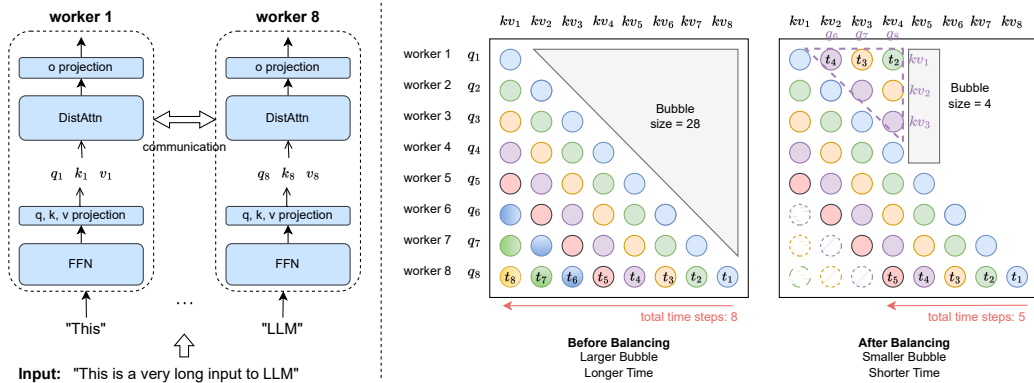 worker 1
worker 8
o projection
o projection
DistAttn
DistAttn
communication
q₁ k₁ v₁
q₈ k₈ v₈
q, k, v projection
q, k, v projection
FFN
FFN
...
"This"
"LLM"
Input: "This is a very long input to LLM"
kv₁ kv₂ kv₃ kv₄ kv₅ kv₆ kv₇ kv₈
worker 1 q₁
worker 2 q₂
worker 3 q₃
worker 4 q₄
worker 5 q₅
worker 6 q₆
worker 7 q₇
worker 8 q₈
Bubble
size = 28
t₈ t₇ t₆ t₅ t₄ t₃ t₂ t₁
total time steps: 8
Before Balancing
Larger Bubble
Longer Time
kv₁ kv₂ kv₃ kv₄ kv₅ kv₆ kv₇ kv₈
q₆ q₇ q₈
t₄ t₃ t₂ kv₁
kv₂
kv₃
Bubble
size = 4
t₅ t₄ t₃ t₂ t₁
total time steps: 5
After Balancing
Smaller Bubble
Shorter Time